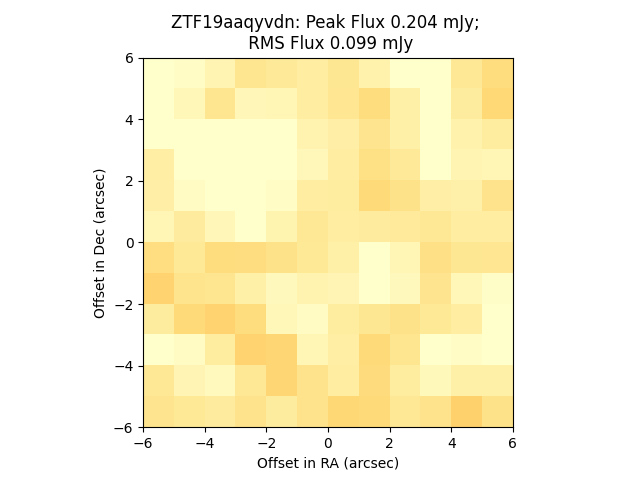 ZTF19aaqyvdn: Peak Flux 0.204 mJy;
RMS Flux 0.099 mJy
6
4
2
0
−2
−4
−6
Offset in Dec (arcsec)
−6 −4 −2 0 2 4 6
Offset in RA (arcsec)